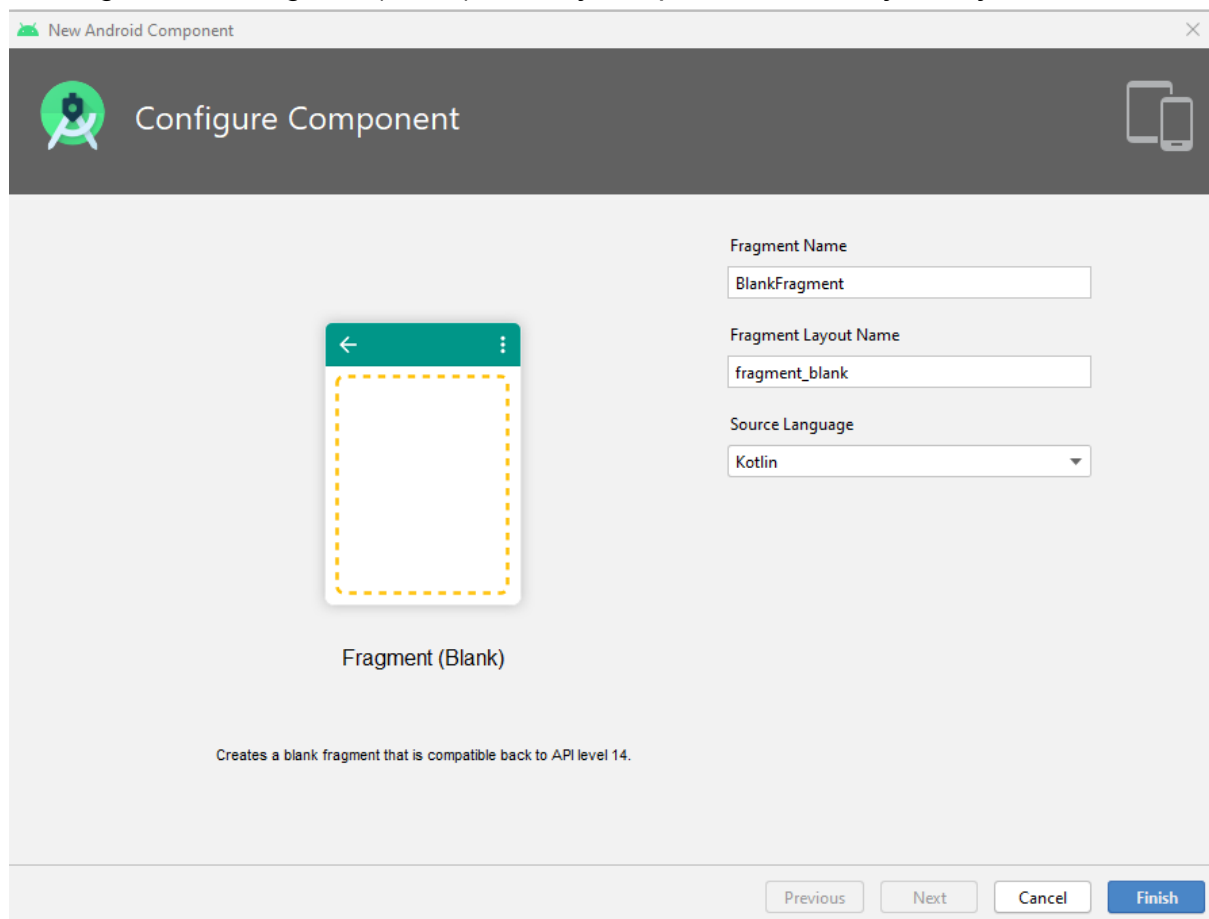 New Android Component
Configure Component
Fragment Name
BlankFragment
Fragment Layout Name
fragment_blank
Source Language
Kotlin
Fragment (Blank)
Creates a blank fragment that is compatible back to API level 14.
Previous
Next
Cancel
Finish